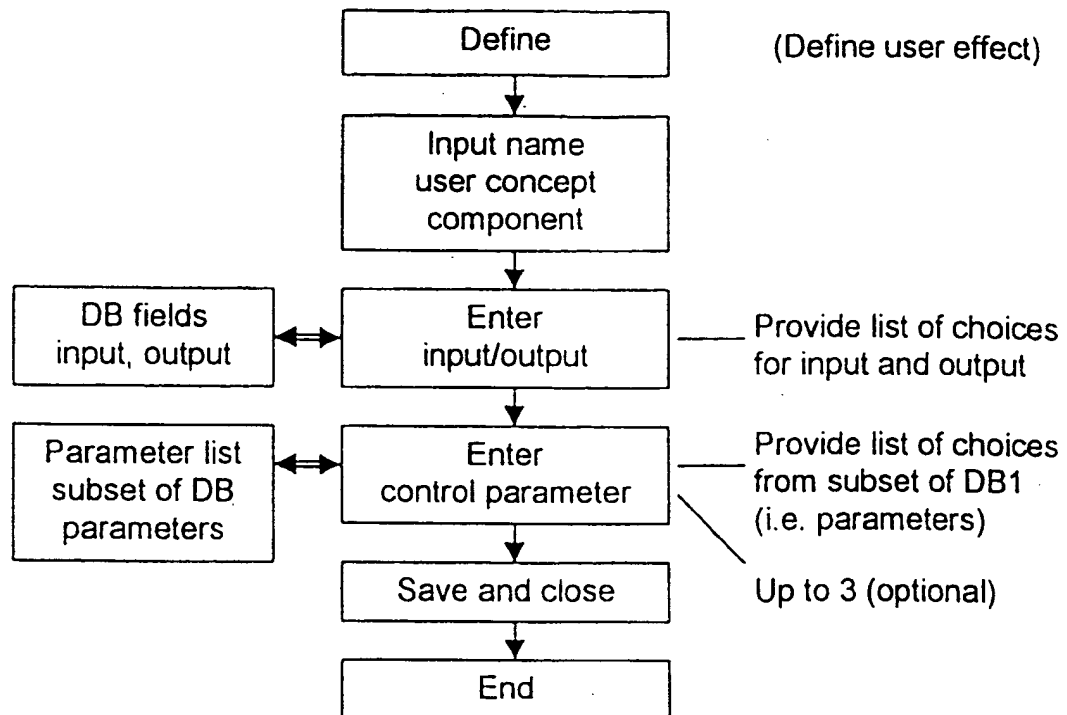 Define
(Define user effect)
Input name
user concept
component
DB fields
input, output
Enter
input/output
Provide list of choices
for input and output
Parameter list
subset of DB
parameters
Enter
control parameter
Provide list of choices
from subset of DB1
(i.e. parameters)
Up to 3 (optional)
Save and close
End